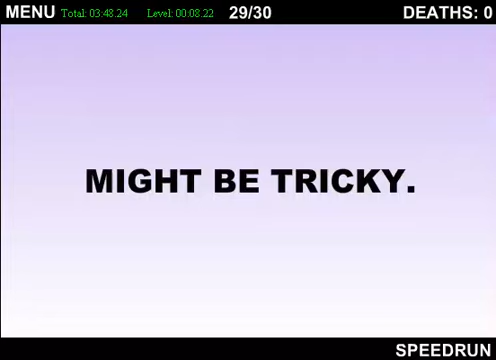 MENU Total: 03:48.24 Level: 00:08.22 29/30 DEATHS: 0
MIGHT BE TRICKY.
SPEEDRUN